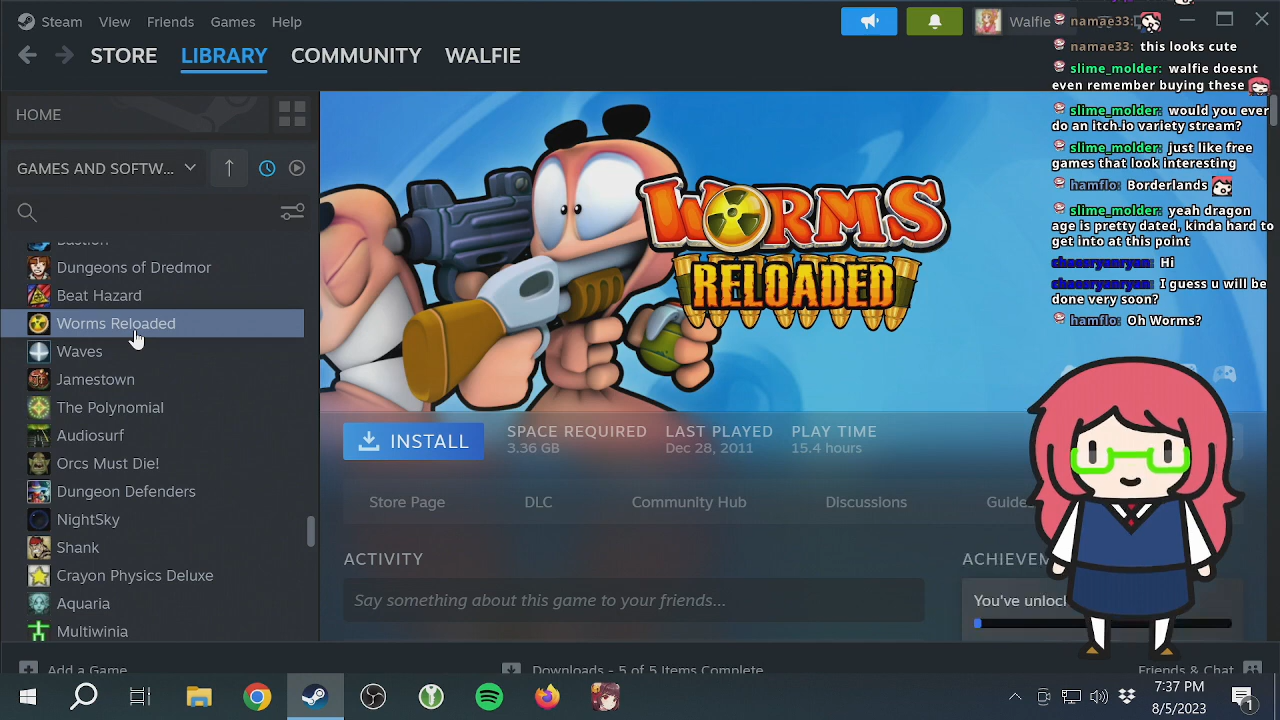 Steam View Friends Games Help
Walfie
STORE LIBRARY COMMUNITY WALFIE
HOME
GAMES AND SOFTW...
Bastion
Dungeons of Dredmor
Beat Hazard
Worms Reloaded
Waves
Jamestown
The Polynomial
Audiosurf
Orcs Must Die!
Dungeon Defenders
NightSky
Shank
Crayon Physics Deluxe
Aquaria
Multiwinia
WORMS
RELOADED
INSTALL
SPACE REQUIRED LAST PLAYED PLAY TIME
3.36 GB Dec 28, 2011 15.4 hours
Store Page DLC Community Hub Discussions Guides
ACTIVITY
Say something about this game to your friends...
ACHIEVEM
You've unlock
namae33:
namae33: this looks cute
slime_molder: walfie doesnt
even remember buying these
slime_molder: would you ever
do an itch.io variety stream?
slime_molder: just like free
games that look interesting
hamflo: Borderlands
slime_molder: yeah dragon
age is pretty dated, kinda hard to
get into at this point
chaosryanryan: Hi
chaosryanryan: I guess u will be
done very soon?
hamflo: Oh Worms?
Add a Game
Downloads - 5 of 5 Items Complete
Friends & Chat
7:37 PM
8/5/2023
1